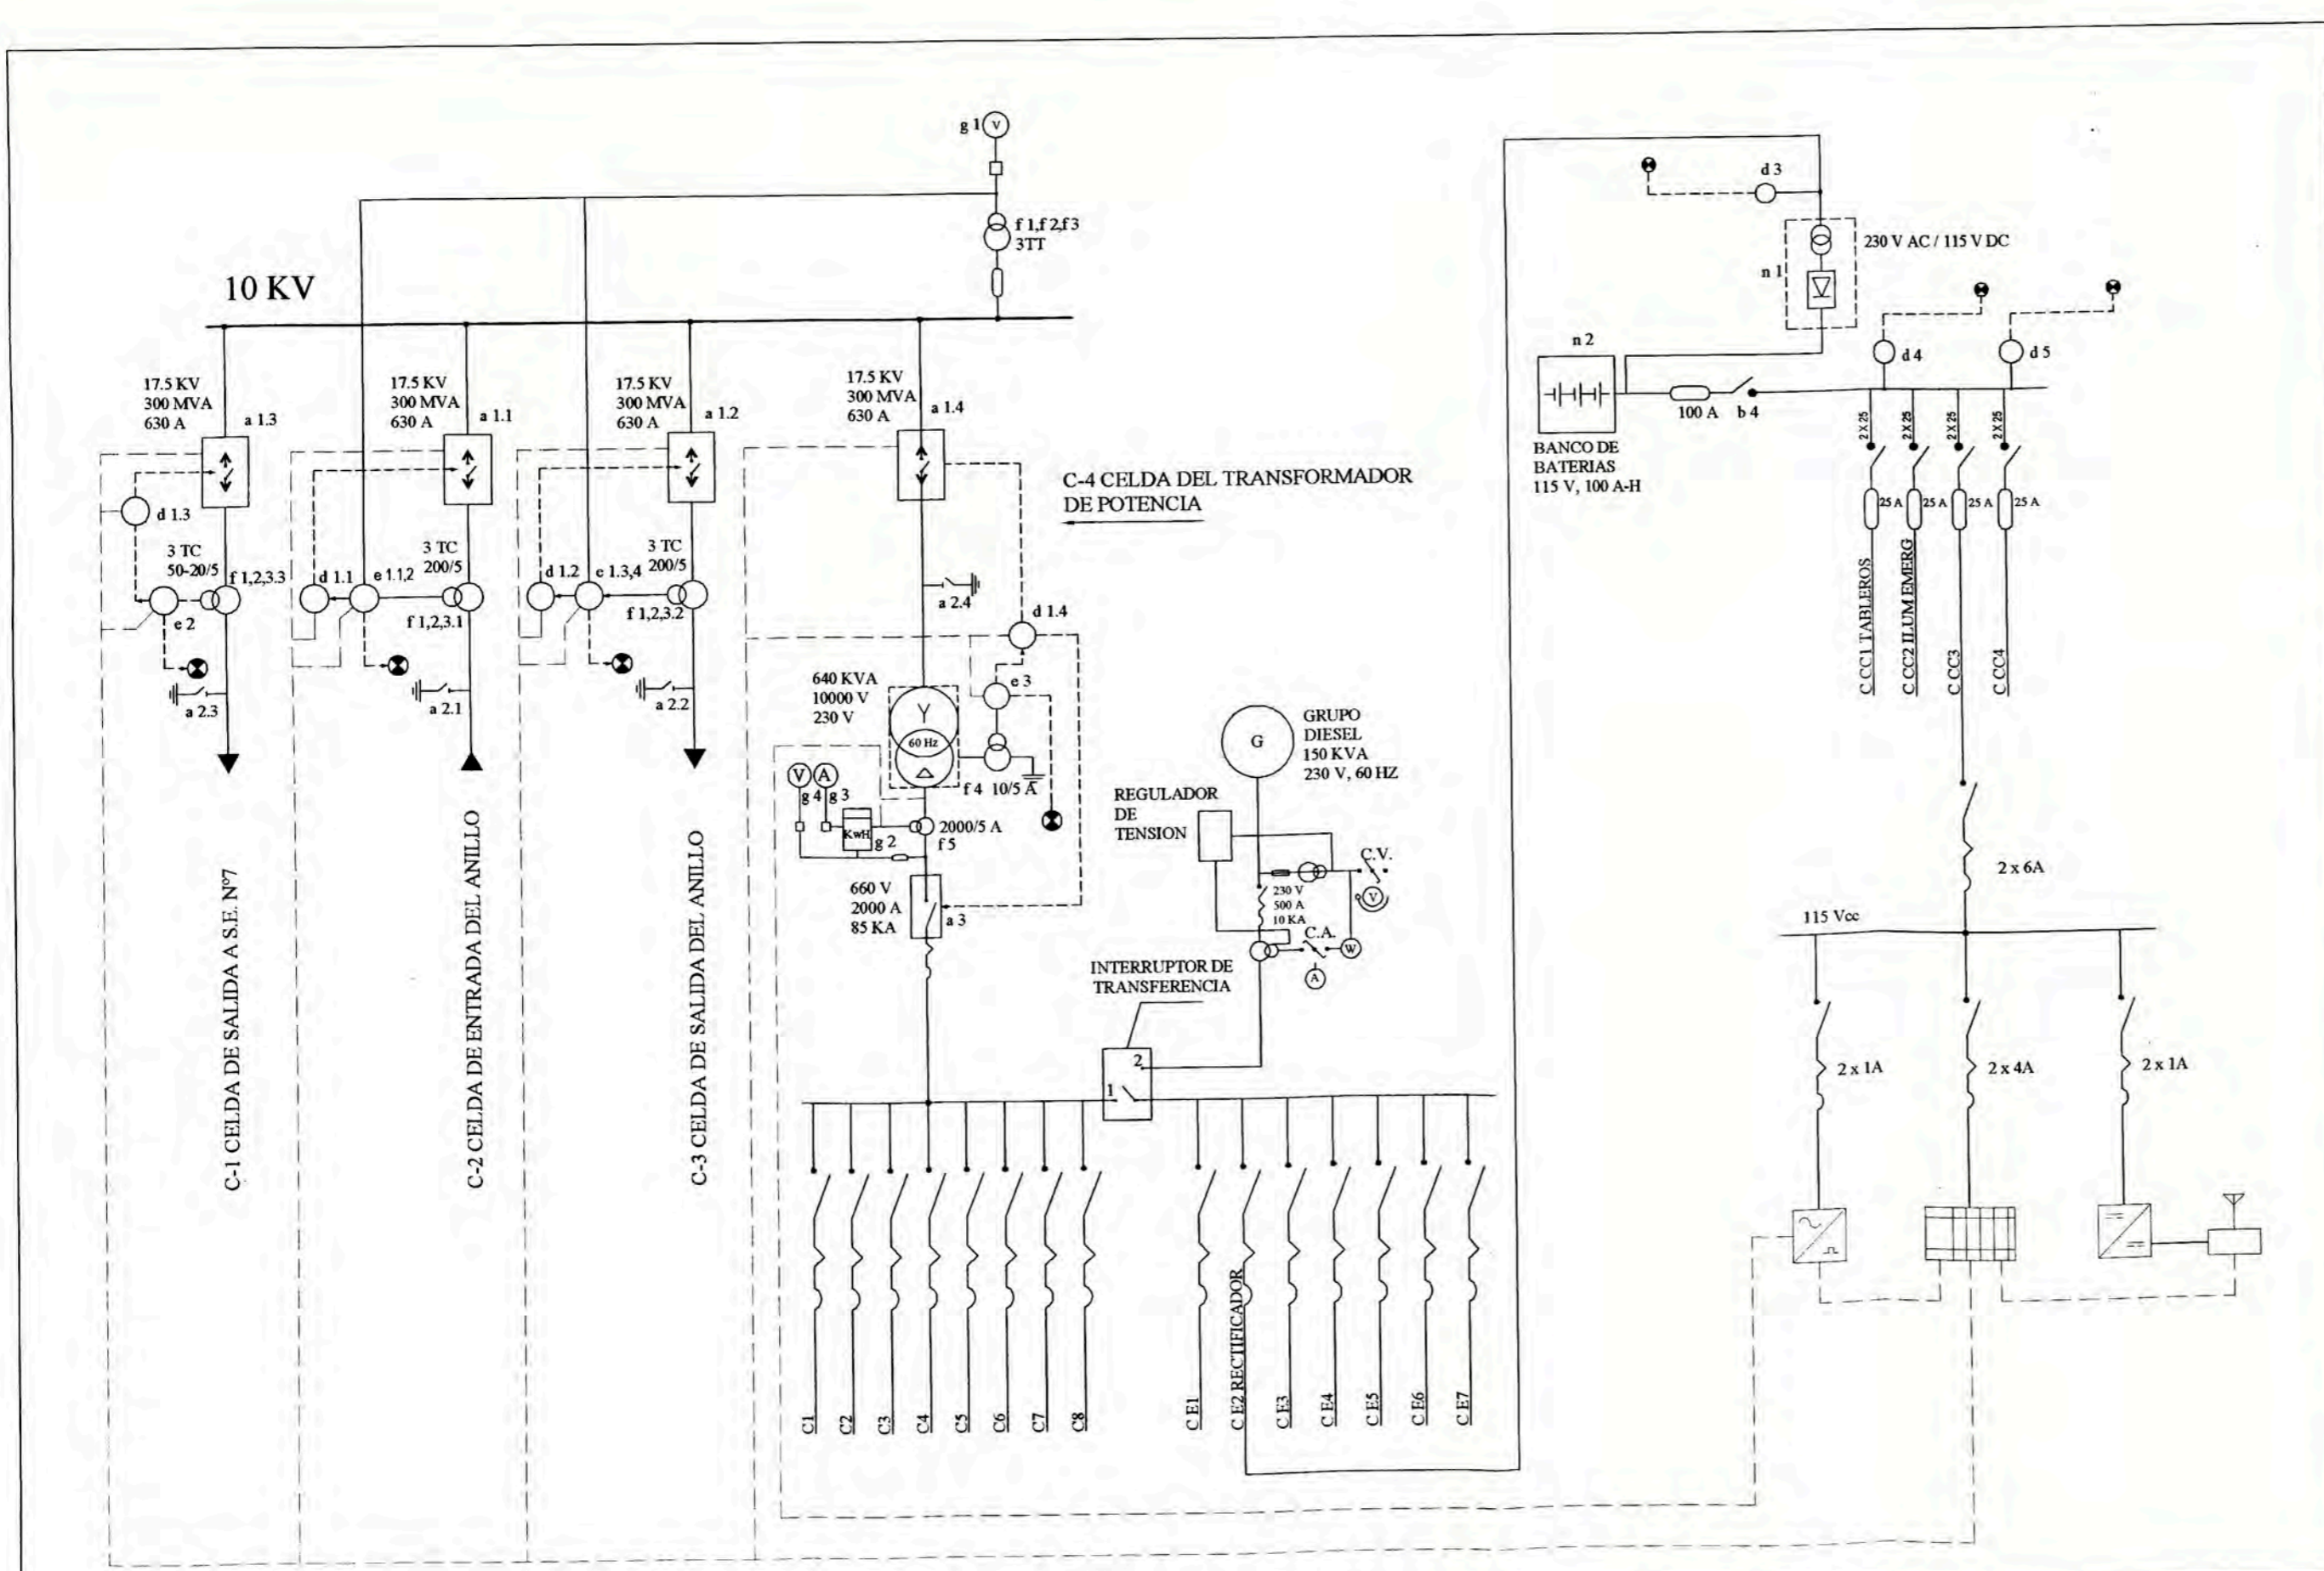 g 1
V
f 1,f 2,f 3
3TT
10 KV
17.5 KV
300 MVA
630 A
a 1.3
d 1.3
3 TC
50-20/5
f 1,2,3.3
e 2
a 2.3
C-1 CELDA DE SALIDA A S.E. Nº7
17.5 KV
300 MVA
630 A
a 1.1
3 TC
200/5
d 1.1
e 1.1,2
f 1,2,3.1
a 2.1
C-2 CELDA DE ENTRADA DEL ANILLO
17.5 KV
300 MVA
630 A
a 1.2
3 TC
200/5
d 1.2
e 1.3,4
f 1,2,3.2
a 2.2
C-3 CELDA DE SALIDA DEL ANILLO
17.5 KV
300 MVA
630 A
a 1.4
C-4 CELDA DEL TRANSFORMADOR
DE POTENCIA
a 2.4
d 1.4
e 3
640 KVA
10000 V
230 V
Y
60 Hz
f 4 10/5 A
V
A
g 4
g 3
KwH
g 2
2000/5 A
f 5
660 V
2000 A
85 KA
a 3
G
GRUPO
DIESEL
150 KVA
230 V, 60 HZ
REGULADOR
DE
TENSION
C.V.
V
230 V
500 A
10 KA
C.A.
W
A
INTERRUPTOR DE
TRANSFERENCIA
2
1
C1
C2
C3
C4
C5
C6
C7
C8
C E1
C E2 RECTIFICADOR
C E3
C E4
C E5
C E6
C E7
d 3
n 1
230 V AC / 115 V DC
n 2
BANCO DE
BATERIAS
115 V, 100 A-H
100 A
b 4
d 4
d 5
2 X 25
2 X 25
2 X 25
2 X 25
25 A
25 A
25 A
25 A
C CC1 TABLEROS
C CC2 ILUM EMERG
C CC3
C CC4
2 x 6A
115 Vcc
2 x 1A
2 x 4A
2 x 1A